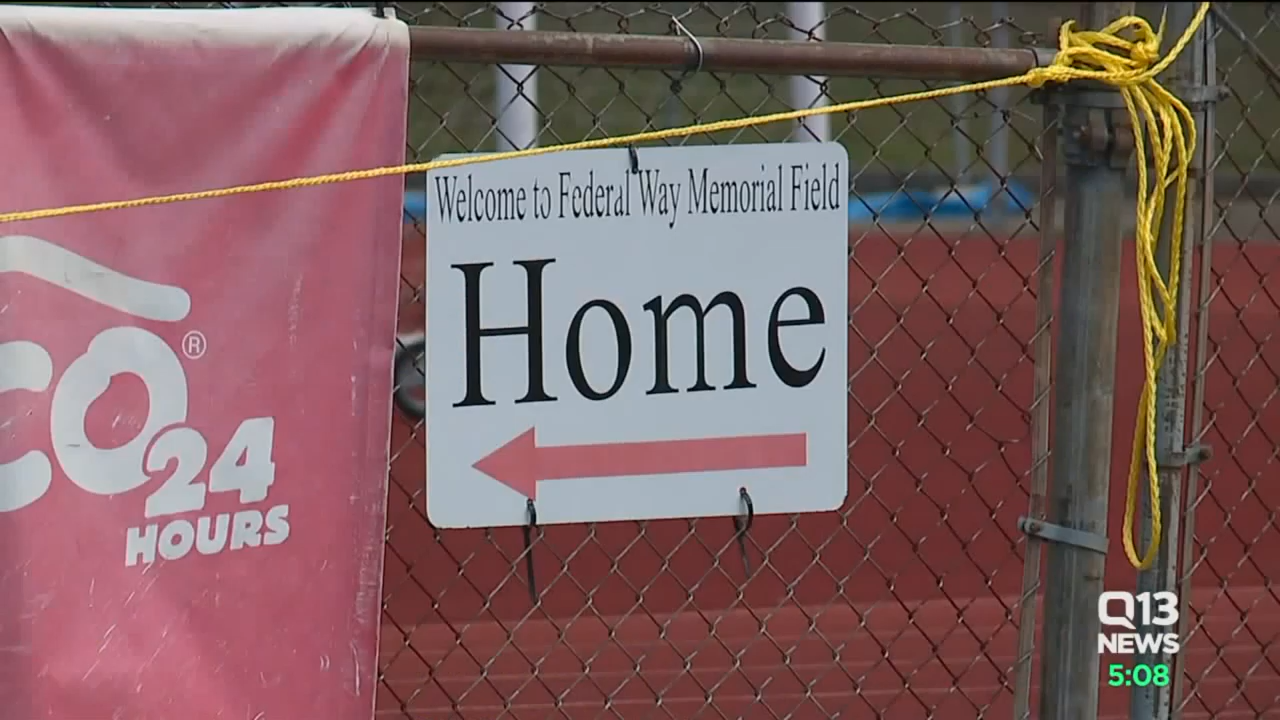 Welcome to Federal Way Memorial Field
Home
CO®
24
HOURS
Q13
NEWS
5:08